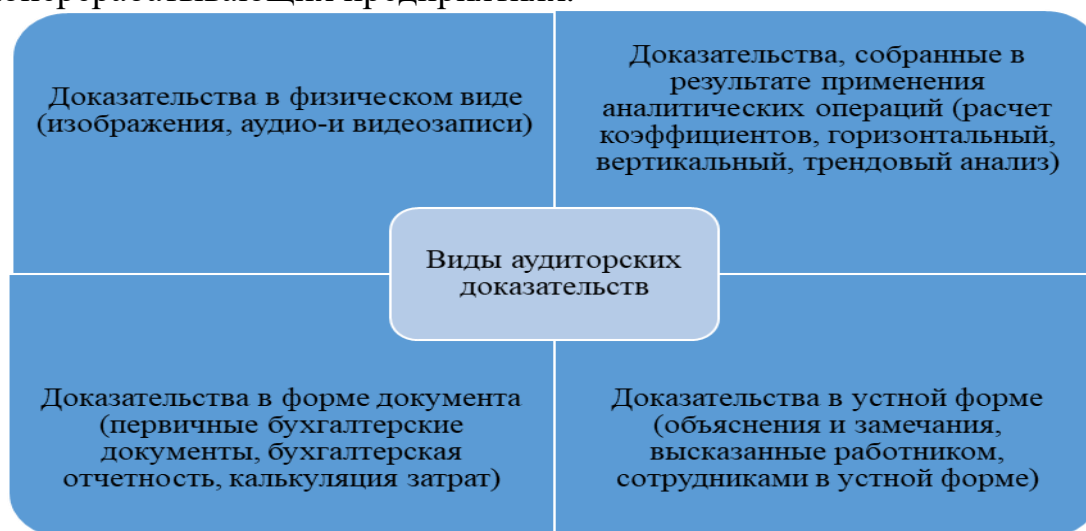 Доказательства в физическом виде
(изображения, аудио-и видеозаписи)
Доказательства, собранные в
результате применения
аналитических операций (расчет
коэффициентов, горизонтальный,
вертикальный, трендовый анализ)
Виды аудиторских
доказательств
Доказательства в форме документа
(первичные бухгалтерские
документы, бухгалтерская
отчетность, калькуляция затрат)
Доказательства в устной форме
(объяснения и замечания,
высказанные работником,
сотрудниками в устной форме)